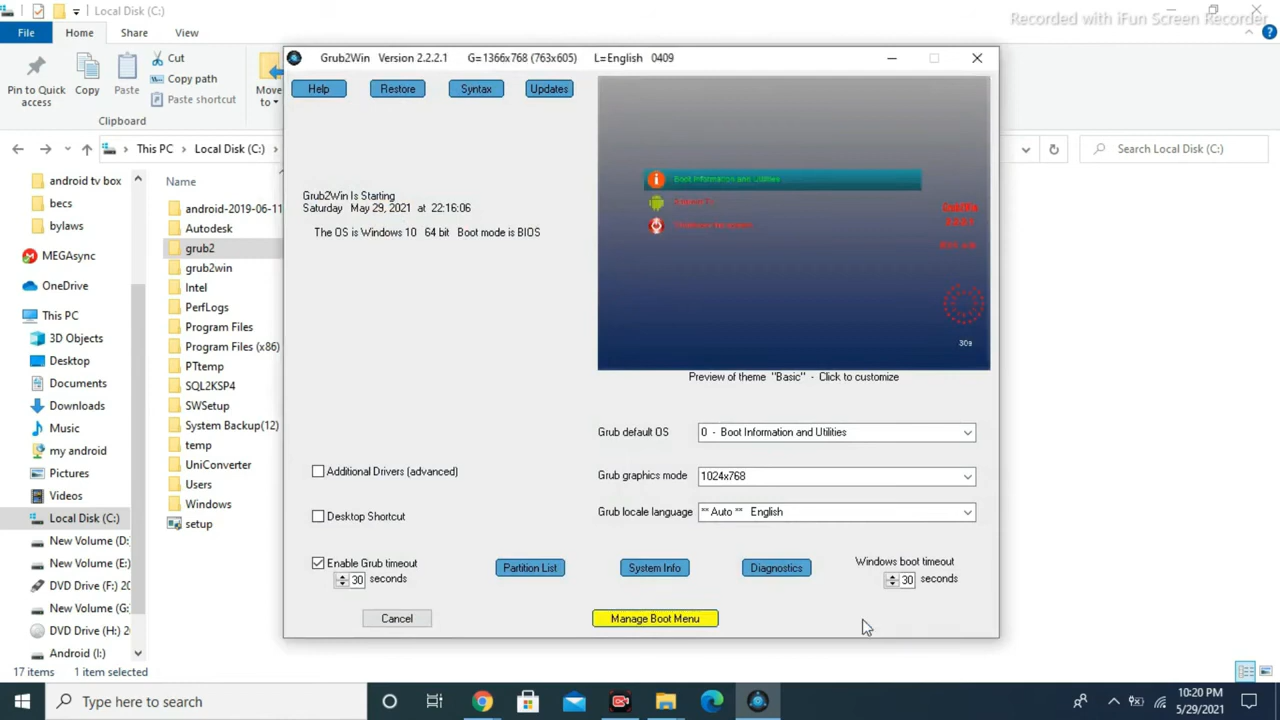 Local Disk (C:)
Recorded with iFun Screen Recorder
File Home Share View
Pin to Quick access
Copy
Paste
Cut
Copy path
Paste shortcut
Move to
Clipboard
This PC Local Disk (C:)
Search Local Disk (C:)
android tv box
becs
bylaws
MEGAsync
OneDrive
This PC
3D Objects
Desktop
Documents
Downloads
Music
my android
Pictures
Videos
Local Disk (C:)
New Volume (D:
New Volume (E:)
DVD Drive (F:) 20
New Volume (G:
DVD Drive (H:) 20
Android (I:)
Name
android-2019-06-11
Autodesk
grub2
grub2win
Intel
PerfLogs
Program Files
Program Files (x86)
PTtemp
SQL2KSP4
SWSetup
System Backup(12)
temp
UniConverter
Users
Windows
setup
Grub2Win Version 2.2.2.1 G=1366x768 (763x605) L=English 0409
Help Restore Syntax Updates
Grub2Win Is Starting
Saturday May 29, 2021 at 22:16:06
The OS is Windows 10 64 bit Boot mode is BIOS
Boot Information and Utilities
30s
Preview of theme "Basic" - Click to customize
Grub default OS 0 - Boot Information and Utilities
Grub graphics mode 1024x768
Grub locale language ** Auto ** English
Additional Drivers (advanced)
Desktop Shortcut
Enable Grub timeout
30 seconds
Partition List System Info Diagnostics
Windows boot timeout
30 seconds
Cancel Manage Boot Menu
17 items 1 item selected
Type here to search
10:20 PM
5/29/2021